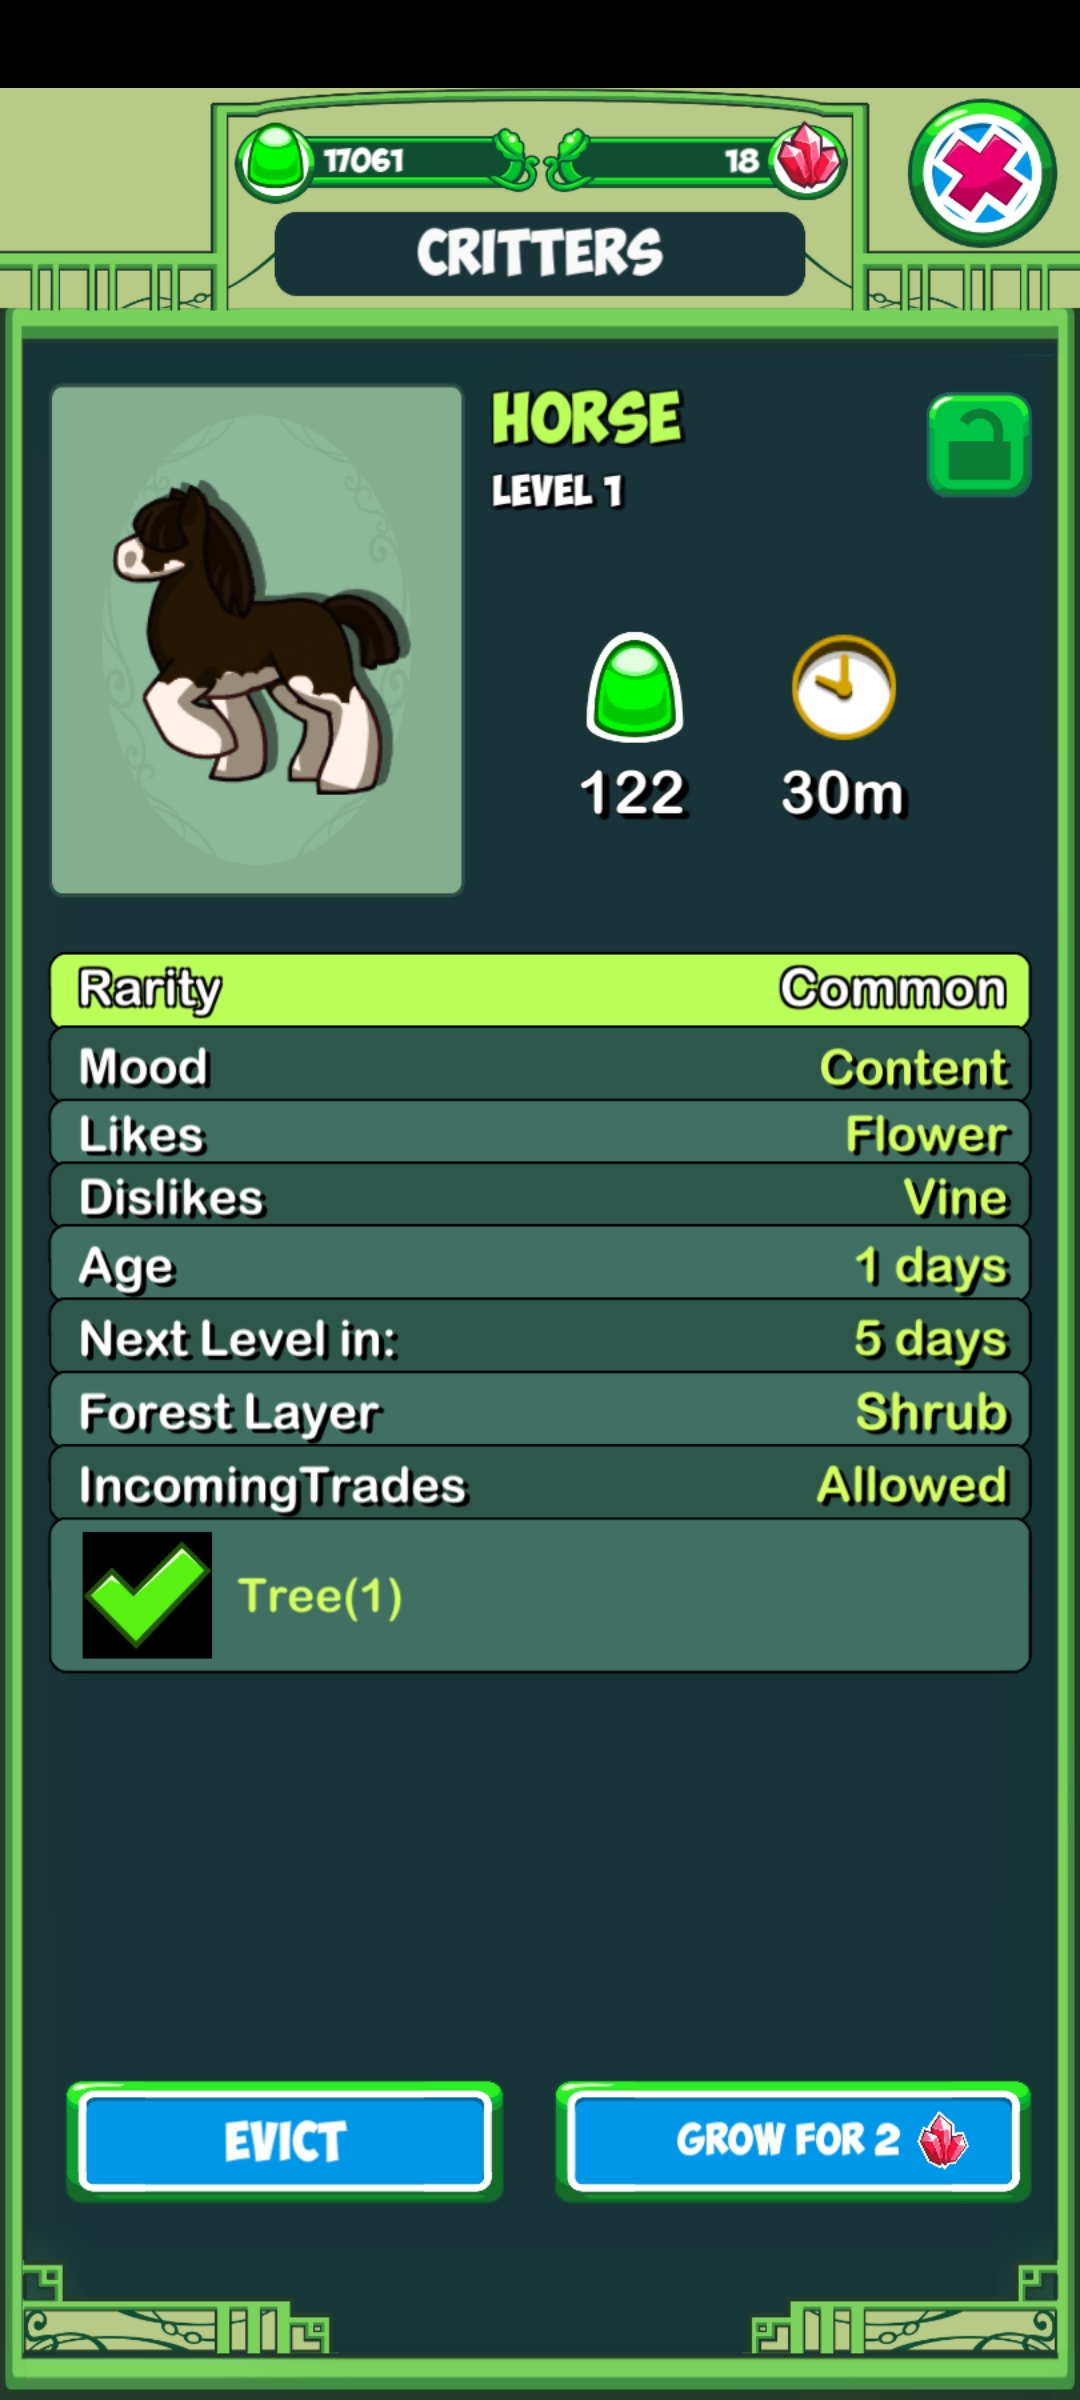 17061
18
CRITTERS
HORSE
LEVEL 1
122
30m
Rarity Common
Mood Content
Likes Flower
Dislikes Vine
Age 1 days
Next Level in: 5 days
Forest Layer Shrub
IncomingTrades Allowed
Tree(1)
EVICT
GROW FOR 2